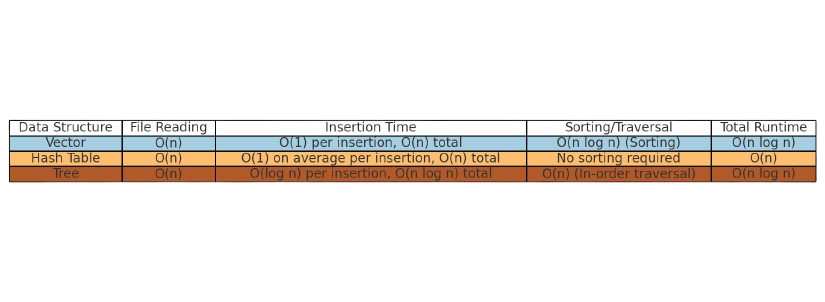 Data Structure File Reading Insertion Time Sorting/Traversal Total Runtime
Vector O(n) O(1) per insertion, O(n) total O(n log n) (Sorting) O(n log n)
Hash Table O(n) O(1) on average per insertion, O(n) total No sorting required O(n)
Tree O(n) O(log n) per insertion, O(n log n) total O(n) (In-order traversal) O(n log n)